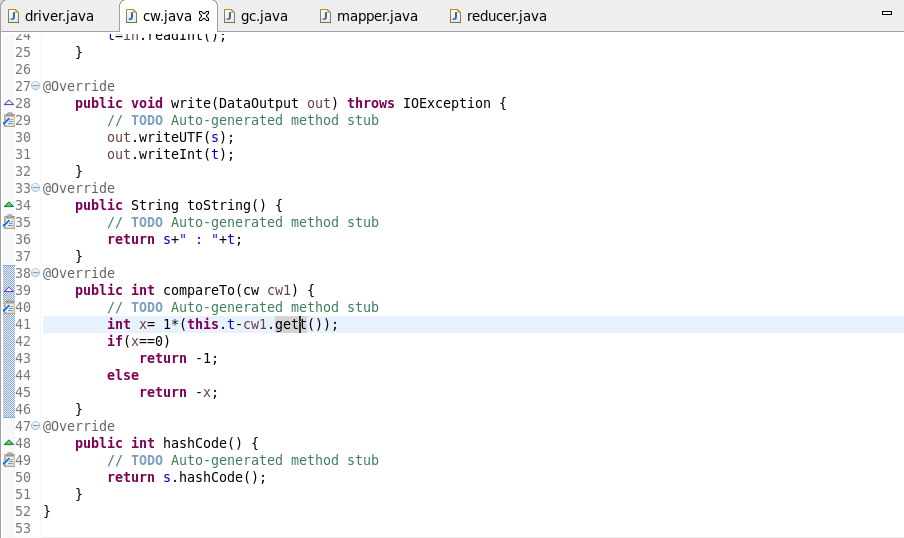 driver.java cw.java gc.java mapper.java reducer.java
24 t=in.readInt();
25 }
26
27 @Override
28 public void write(DataOutput out) throws IOException {
29 // TODO Auto-generated method stub
30 out.writeUTF(s);
31 out.writeInt(t);
32 }
33 @Override
34 public String toString() {
35 // TODO Auto-generated method stub
36 return s+" : "+t;
37 }
38 @Override
39 public int compareTo(cw cw1) {
40 // TODO Auto-generated method stub
41 int x= 1*(this.t-cw1.gett());
42 if(x==0)
43 return -1;
44 else
45 return -x;
46 }
47 @Override
48 public int hashCode() {
49 // TODO Auto-generated method stub
50 return s.hashCode();
51 }
52 }
53